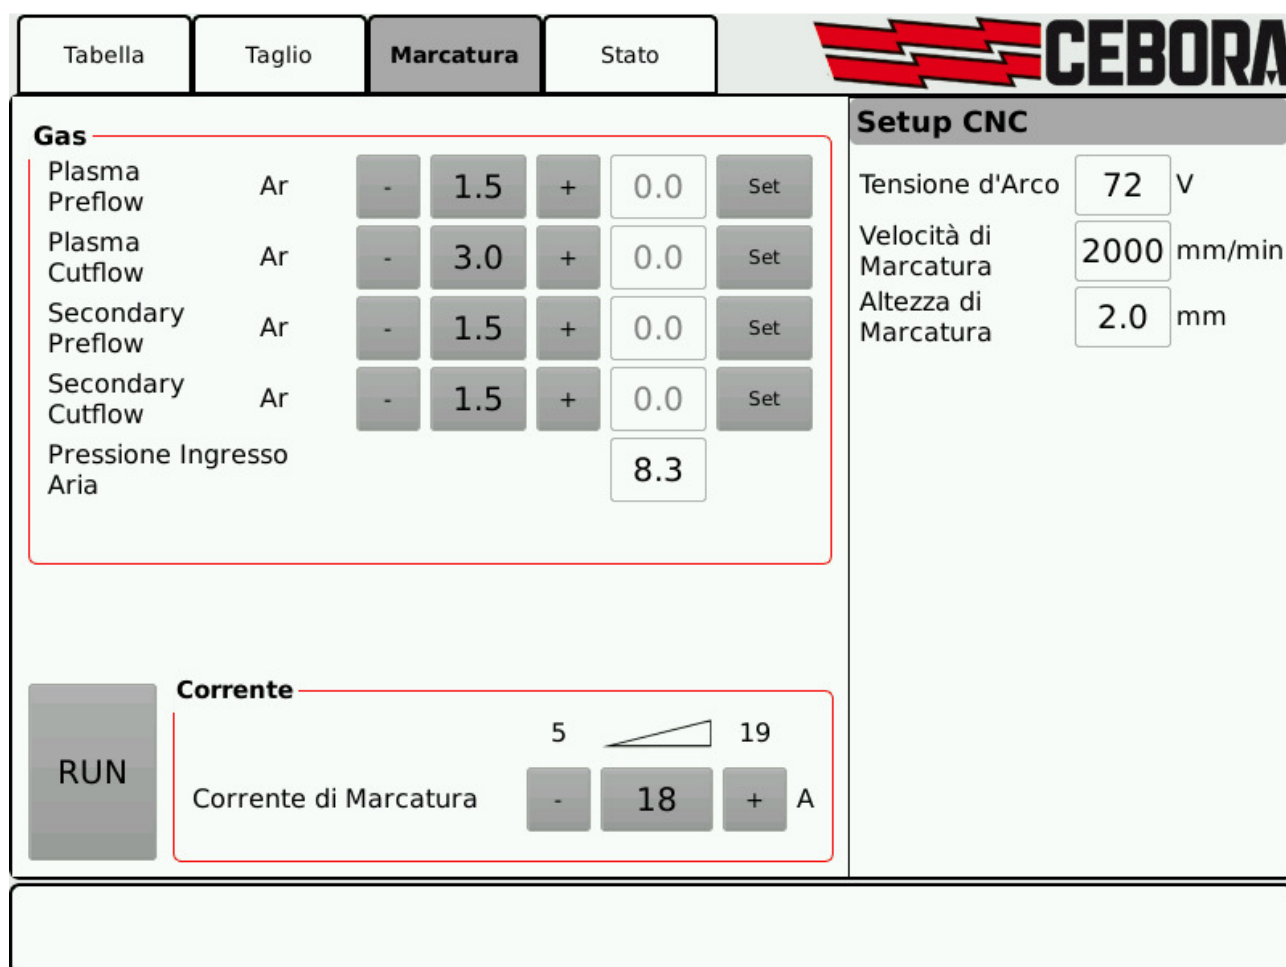 Tabella
Taglio
Marcatura
Stato
CEBORA
Gas
Plasma
Preflow
Ar
-
1.5
+
0.0
Set
Plasma
Cutflow
Ar
-
3.0
+
0.0
Set
Secondary
Preflow
Ar
-
1.5
+
0.0
Set
Secondary
Cutflow
Ar
-
1.5
+
0.0
Set
Pressione Ingresso
Aria
8.3
RUN
Corrente
5
19
Corrente di Marcatura
-
18
+
A
Setup CNC
Tensione d'Arco
72
V
Velocità di
Marcatura
2000
mm/min
Altezza di
Marcatura
2.0
mm